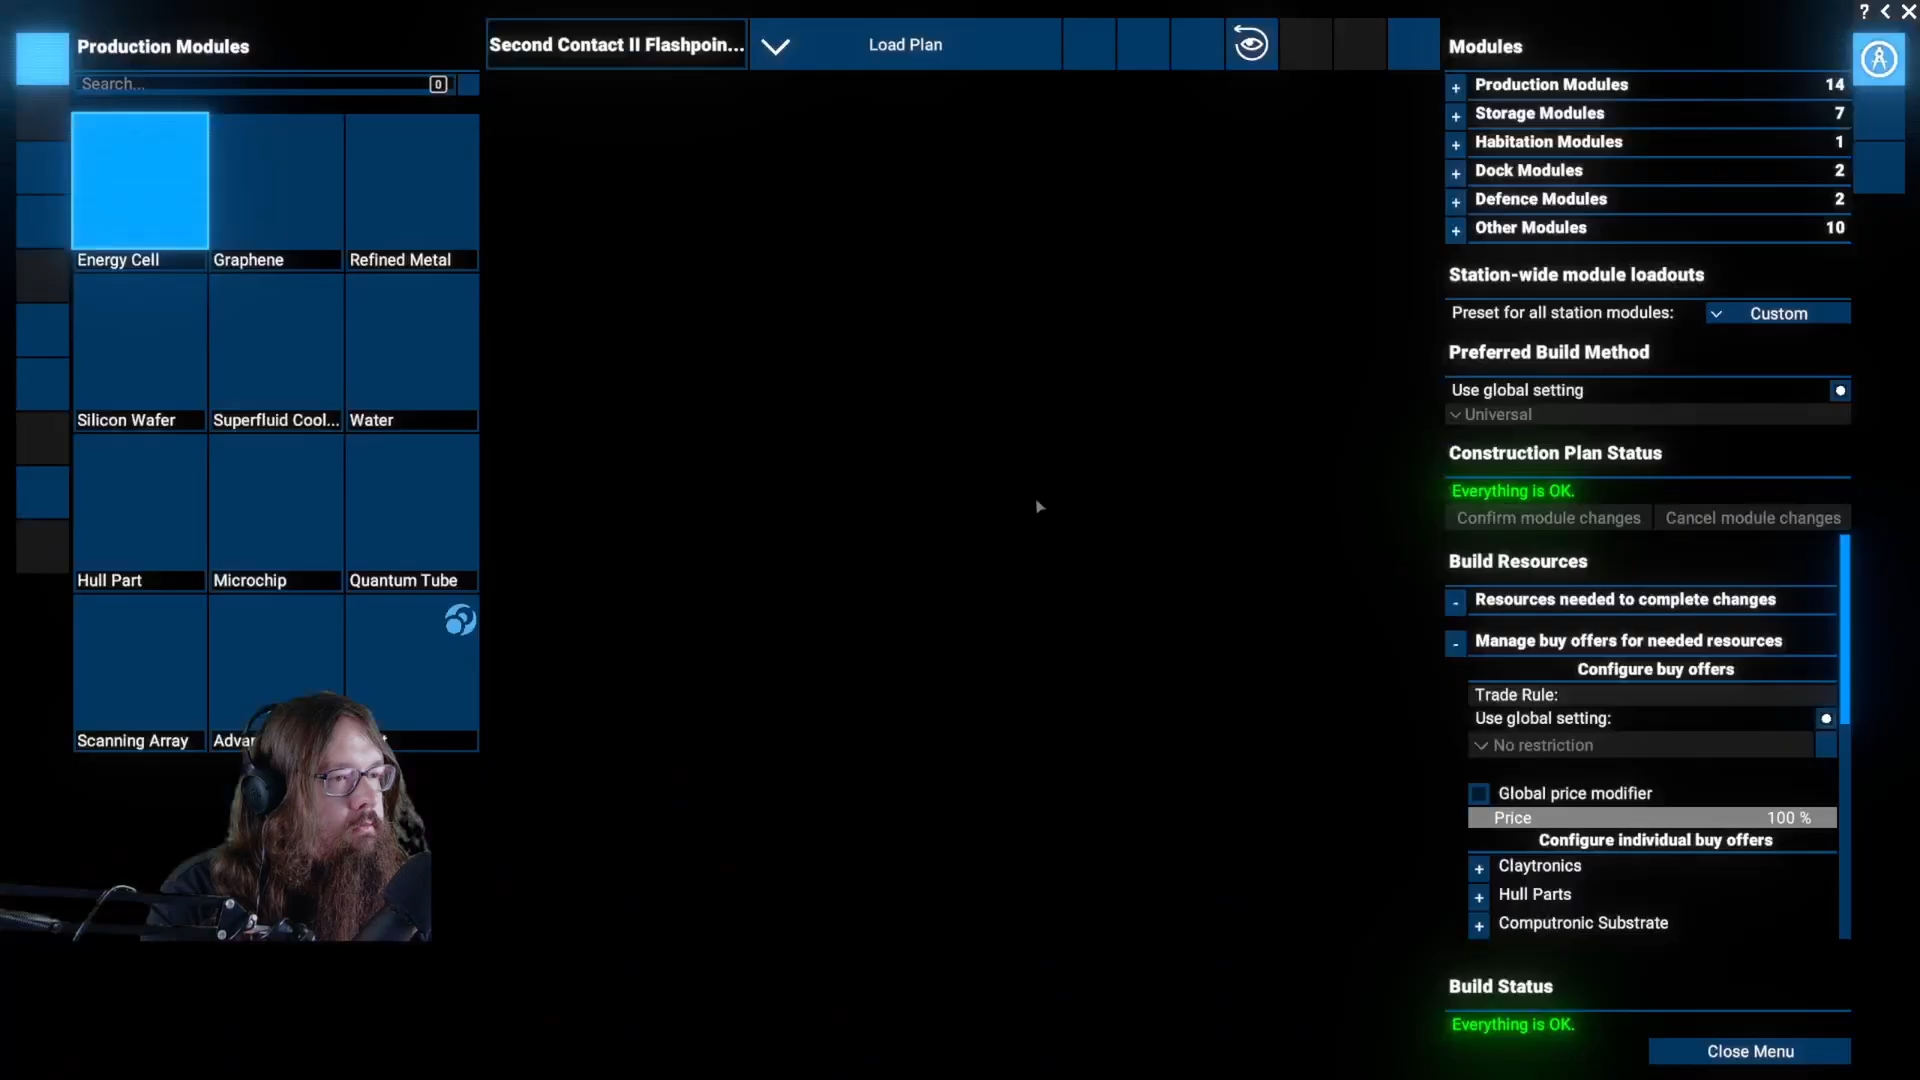 Production Modules
Search...
0
Energy Cell
Graphene
Refined Metal
Silicon Wafer
Superfluid Cool...
Water
Hull Part
Microchip
Quantum Tube
Scanning Array
Second Contact II Flashpoin...
Load Plan
? < X
Modules
+ Production Modules 14
+ Storage Modules 7
+ Habitation Modules 1
+ Dock Modules 2
+ Defence Modules 2
+ Other Modules 10
Station-wide module loadouts
Preset for all station modules: Custom
Preferred Build Method
Use global setting
Universal
Construction Plan Status
Everything is OK.
Confirm module changes
Cancel module changes
Build Resources
- Resources needed to complete changes
- Manage buy offers for needed resources
Configure buy offers
Trade Rule:
Use global setting:
No restriction
Global price modifier
Price 100 %
Configure individual buy offers
+ Claytronics
+ Hull Parts
+ Computronic Substrate
Build Status
Everything is OK.
Close Menu